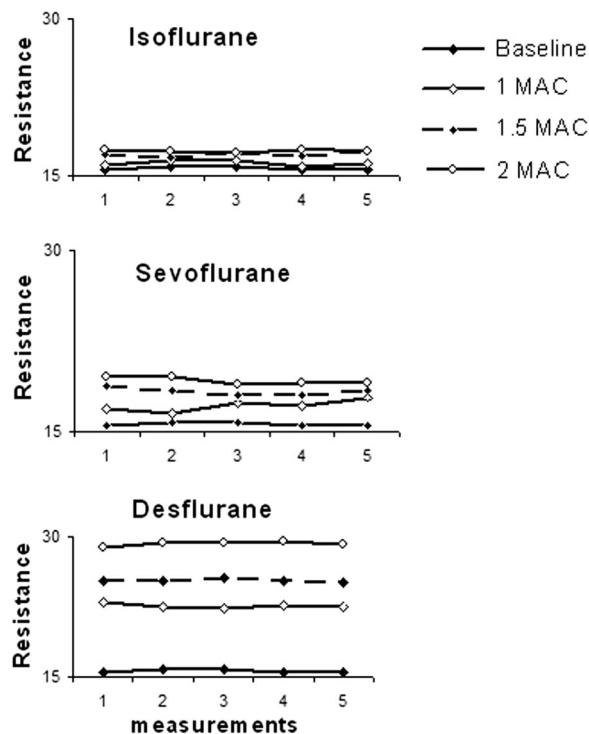 30
Isoflurane
Resistance
15
1 2 3 4 5
Baseline
1 MAC
1.5 MAC
2 MAC
30
Sevoflurane
Resistance
15
1 2 3 4 5
Desflurane
30
Resistance
15
1 2 3 4 5
measurements